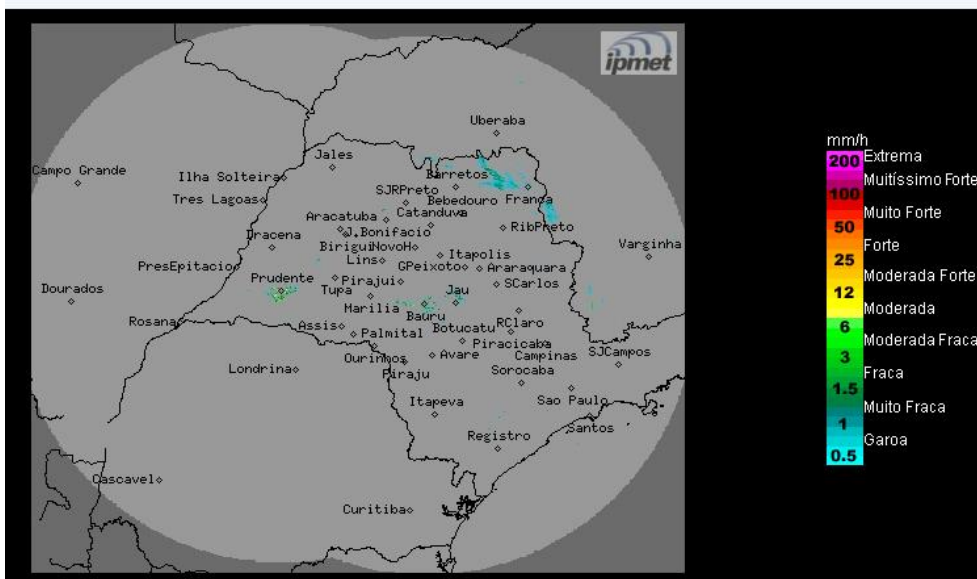 ipmet
Uberaba
Jales
Barretos
Campo Grande
Ilha Solteira
SJRPreto
Bebedouro
Franca
Tres Lagoas
Catanduva
Aracatuba
J.Bonifacio
RibPreto
Dracena
BiriguiNovoH
Itapolis
Varginha
Lins
PresEpitacio
GPeixoto
Araraquara
Prudente
Pirajui
Dourados
Tupa
Jau
SCarlos
Marilia
Bauru
Rosana
Assis
Botucatu
RClaro
Palmital
Piracicaba
Ourinhos
Avare
Campinas
SJCampos
Londrina
Piraju
Sorocaba
Itapeva
Sao Paulo
Santos
Registro
Cascavel
Curitiba
mm/h
200 Extrema
Muitíssimo Forte
100
Muito Forte
50
Forte
25
Moderada Forte
12
Moderada
6
Moderada Fraca
3
Fraca
1.5
Muito Fraca
1
Garoa
0.5